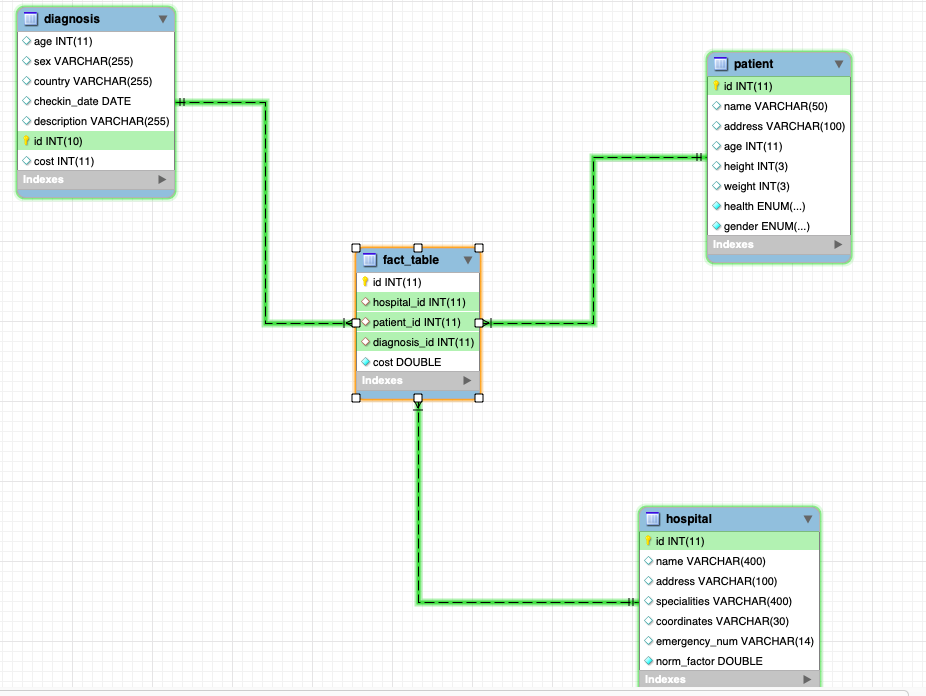 diagnosis
age INT(11)
sex VARCHAR(255)
country VARCHAR(255)
checkin_date DATE
description VARCHAR(255)
id INT(10)
cost INT(11)
Indexes
patient
id INT(11)
name VARCHAR(50)
address VARCHAR(100)
age INT(11)
height INT(3)
weight INT(3)
health ENUM(...)
gender ENUM(...)
Indexes
fact_table
id INT(11)
hospital_id INT(11)
patient_id INT(11)
diagnosis_id INT(11)
cost DOUBLE
Indexes
hospital
id INT(11)
name VARCHAR(400)
address VARCHAR(100)
specialities VARCHAR(400)
coordinates VARCHAR(30)
emergency_num VARCHAR(14)
norm_factor DOUBLE
Indexes